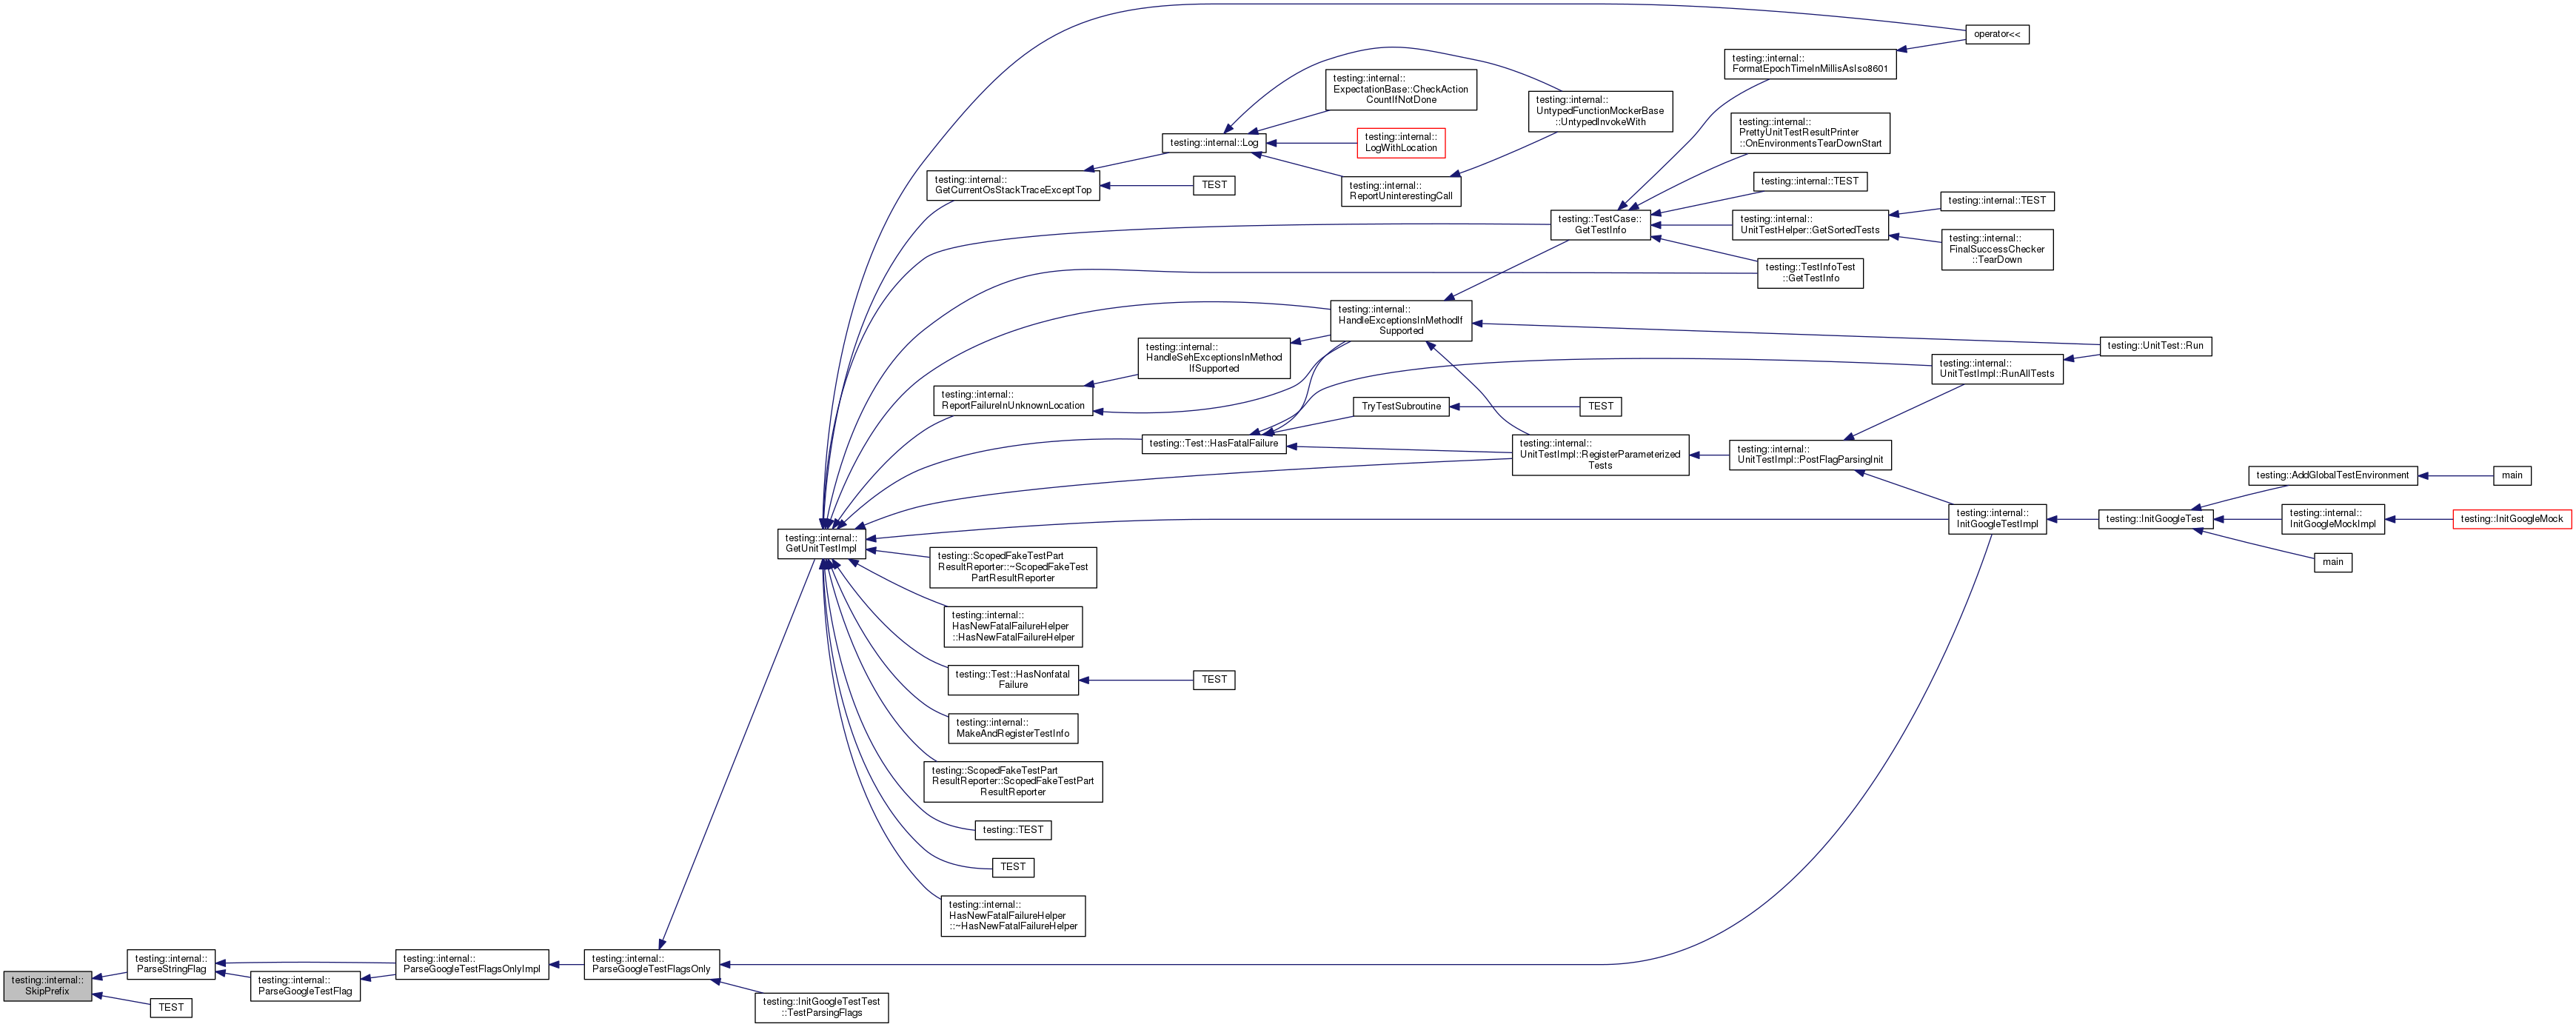 operator<<
testing::internal::
FormatEpochTimeInMillisAsIso8601
testing::internal::
ExpectationBase::CheckAction
CountIfNotDone
testing::internal::
UntypedFunctionMockerBase
::UntypedInvokeWith
testing::internal::Log
testing::internal::
LogWithLocation
testing::internal::
PrettyUnitTestResultPrinter
::OnEnvironmentsTearDownStart
testing::internal::
GetCurrentOsStackTraceExceptTop
TEST
testing::internal::
ReportUninterestingCall
testing::internal::TEST
testing::TestCase::
GetTestInfo
testing::internal::
UnitTestHelper::GetSortedTests
testing::internal::TEST
testing::internal::
FinalSuccessChecker
::TearDown
testing::TestInfoTest
::GetTestInfo
testing::internal::
HandleExceptionsInMethodIf
Supported
testing::internal::
HandleSehExceptionsInMethod
IfSupported
testing::UnitTest::Run
testing::internal::
UnitTestImpl::RunAllTests
testing::internal::
ReportFailureInUnknownLocation
TryTestSubroutine
TEST
testing::Test::HasFatalFailure
testing::internal::
UnitTestImpl::RegisterParameterized
Tests
testing::internal::
UnitTestImpl::PostFlagParsingInit
testing::AddGlobalTestEnvironment
main
testing::internal::
GetUnitTestImpl
testing::internal::
InitGoogleTestImpl
testing::InitGoogleTest
testing::internal::
InitGoogleMockImpl
testing::InitGoogleMock
main
testing::ScopedFakeTestPart
ResultReporter::~ScopedFakeTest
PartResultReporter
testing::internal::
HasNewFatalFailureHelper
::HasNewFatalFailureHelper
testing::Test::HasNonfatal
Failure
TEST
testing::internal::
MakeAndRegisterTestInfo
testing::ScopedFakeTestPart
ResultReporter::ScopedFakeTestPart
ResultReporter
testing::TEST
TEST
testing::internal::
HasNewFatalFailureHelper
::~HasNewFatalFailureHelper
testing::internal::
SkipPrefix
testing::internal::
ParseStringFlag
TEST
testing::internal::
ParseGoogleTestFlag
testing::internal::
ParseGoogleTestFlagsOnlyImpl
testing::internal::
ParseGoogleTestFlagsOnly
testing::InitGoogleTestTest
::TestParsingFlags